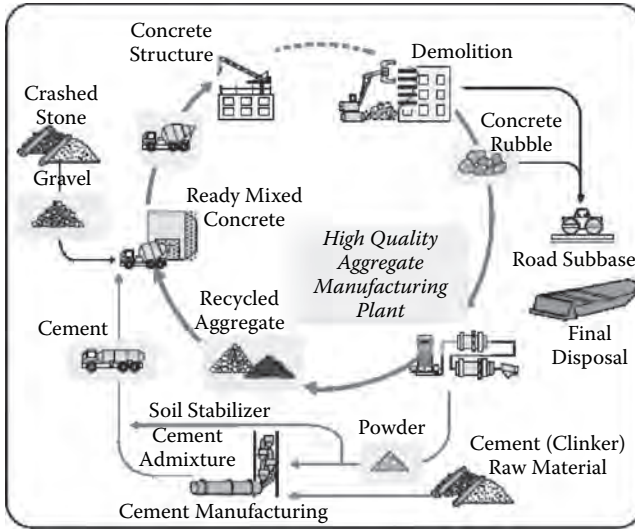 Concrete
Structure
Demolition
Crashed
Stone
Concrete
Rubble
Gravel
Ready Mixed
Concrete
High Quality
Aggregate
Manufacturing
Plant
Road Subbase
Recycled
Aggregate
Cement
Final
Disposal
Soil Stabilizer
Cement
Admixture
Powder
Cement (Clinker)
Raw Material
Cement Manufacturing